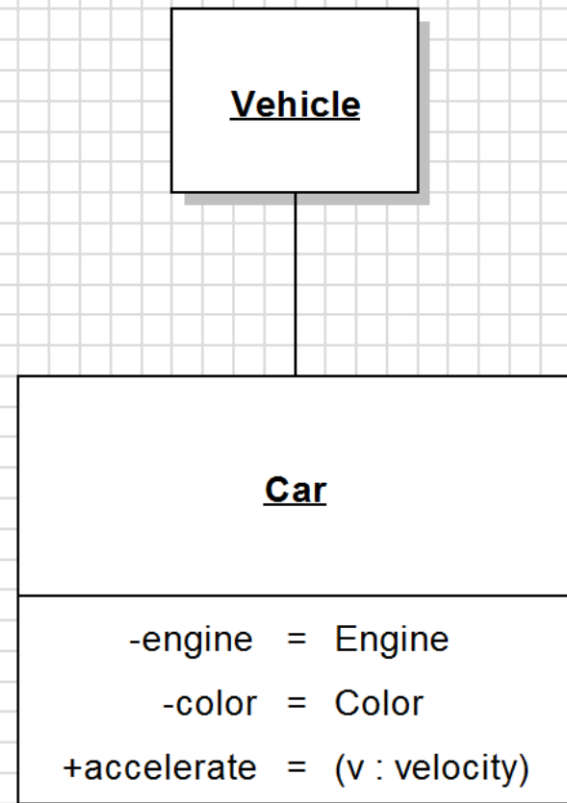 Vehicle
Car
-engine = Engine
-color = Color
+accelerate = (v : velocity)